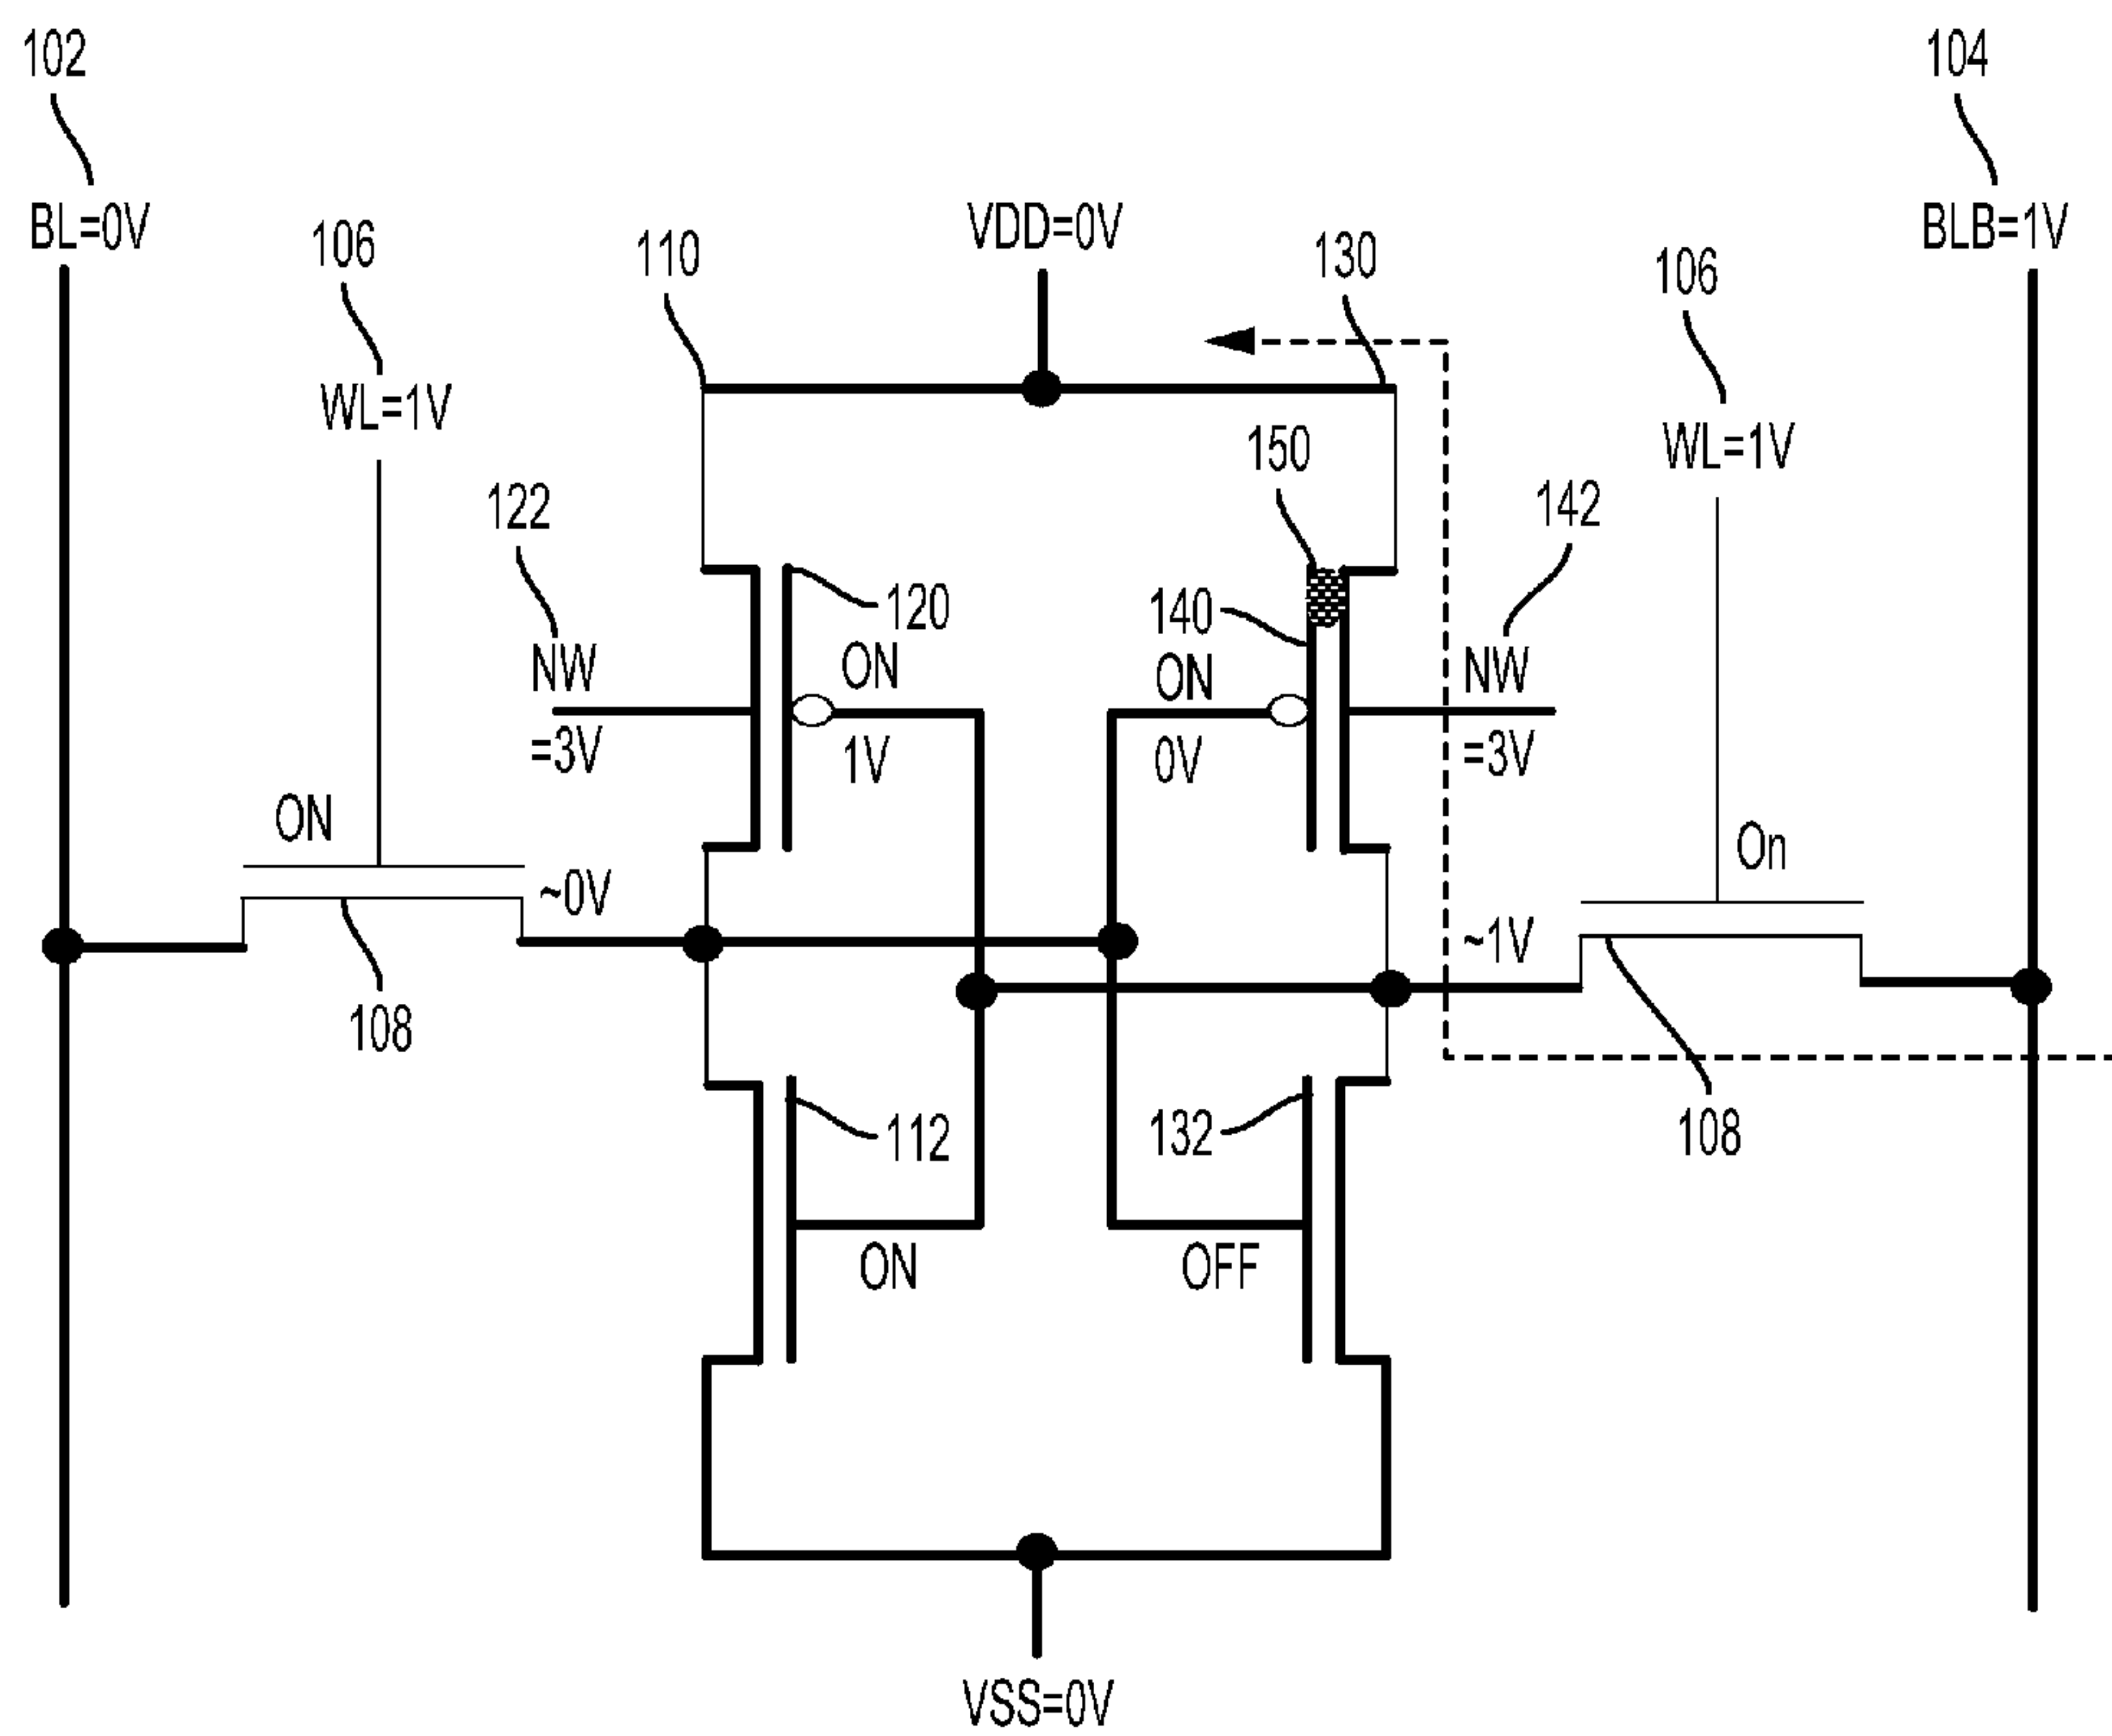 102
104
BL=0V
106
110
VDD=0V
130
BLB=1V
106
WL=1V
150
WL=1V
122
142
120
140
NW
ON
ON
NW
=3V
1V
0V
=3V
ON
On
~0V
~1V
108
112
132
108
ON
OFF
VSS=0V